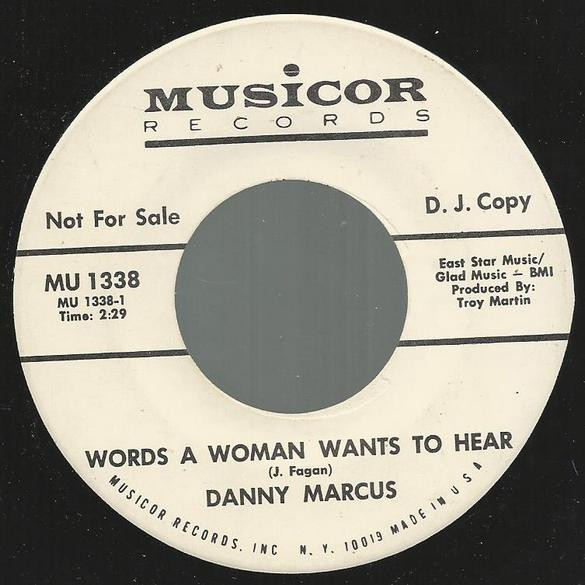 MUSiCOR
RECORDS
Not For Sale
D. J. Copy
MU 1338
MU 1338-1
Time: 2:29
East Star Music/
Glad Music - BMI
Produced By:
Troy Martin
WORDS A WOMAN WANTS TO HEAR
(J. Fagan)
DANNY MARCUS
MUSICOR RECORDS, INC N. Y. 10019 MADE IN USA